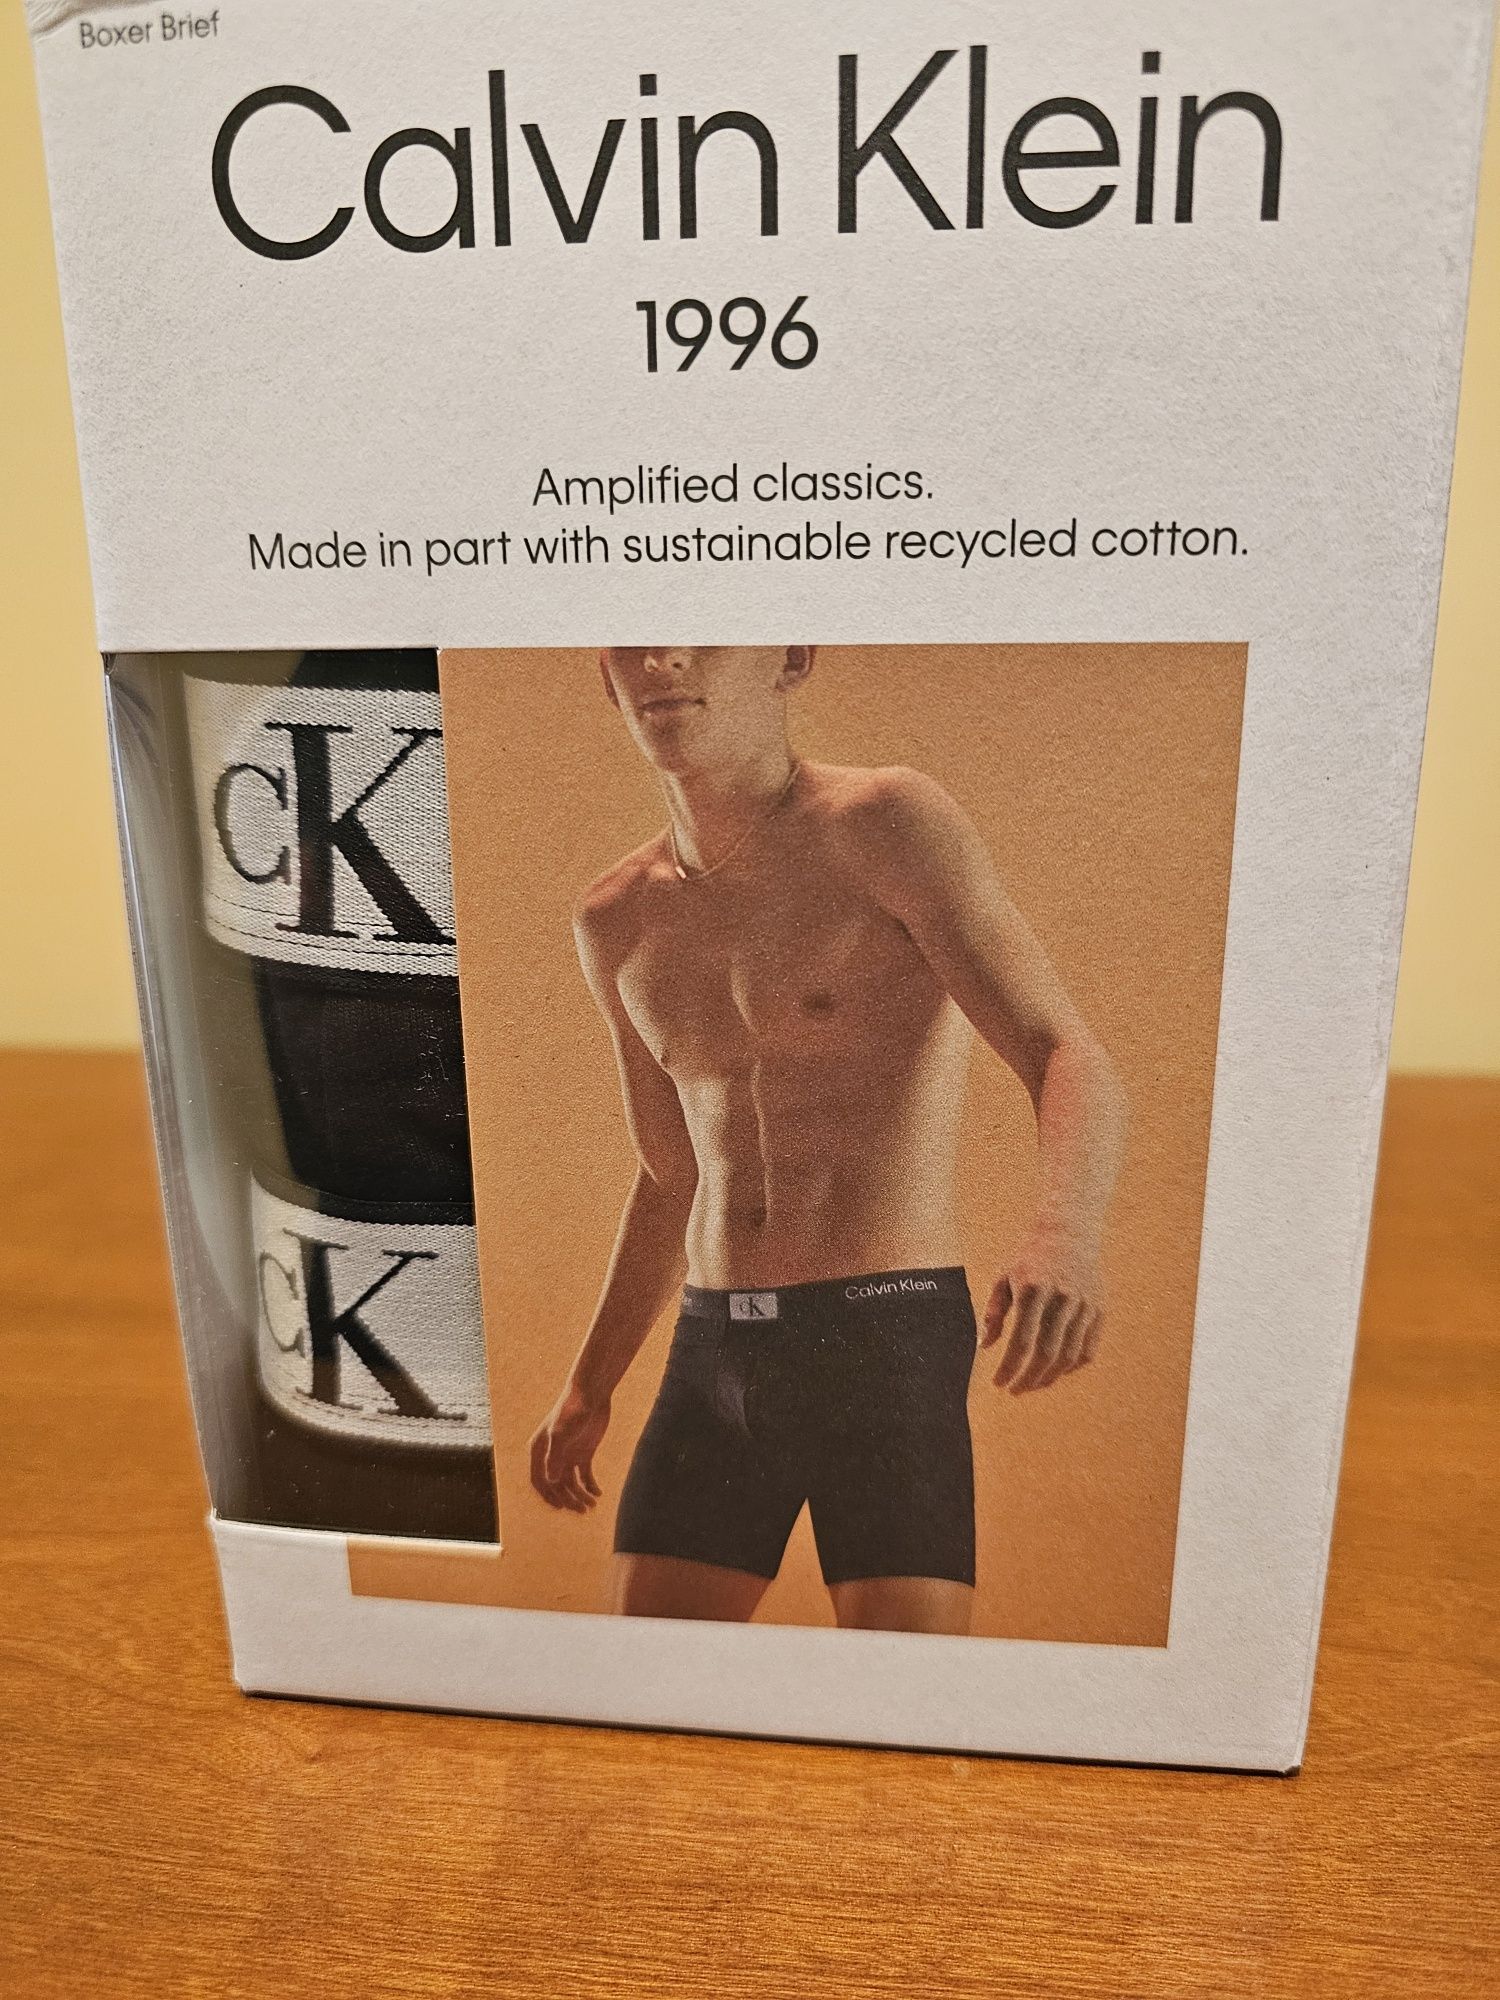 Boxer Brief
Calvin Klein
1996
Amplified classics.
Made in part with sustainable recycled cotton.
CK
CK
CK
Calvin Klein